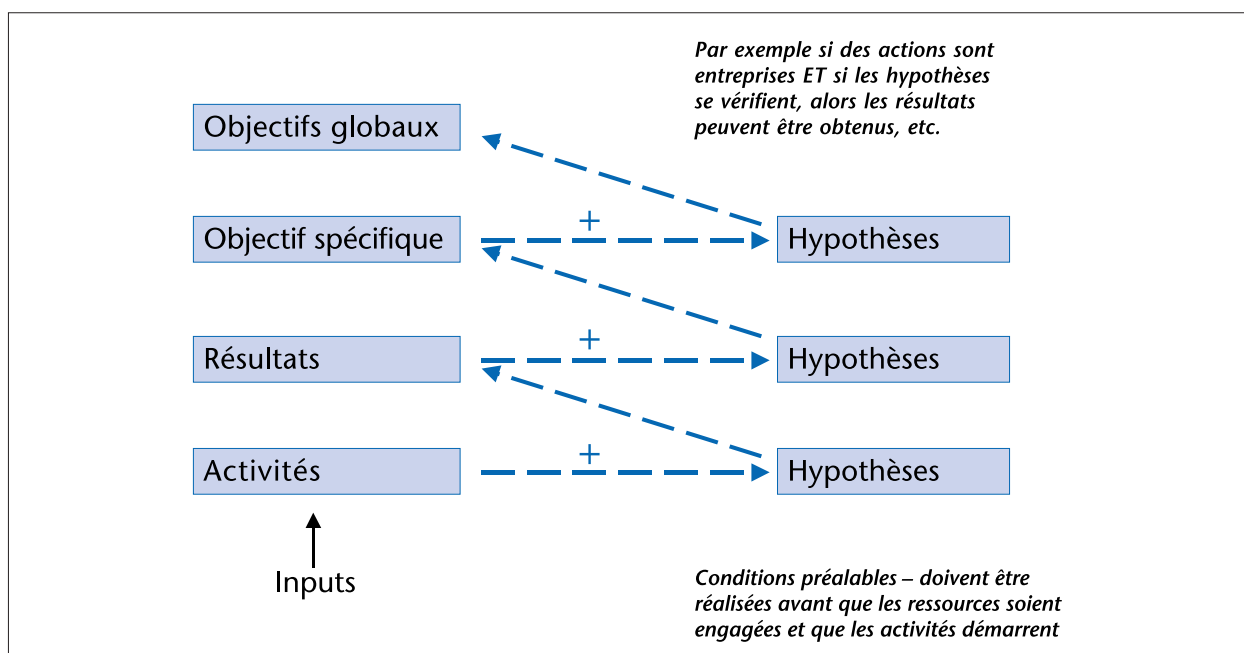 Par exemple si des actions sont
entreprises ET si les hypothèses
se vérifient, alors les résultats
peuvent être obtenus, etc.
Objectifs globaux
+
Objectif spécifique
Hypothèses
+
Résultats
Hypothèses
+
Activités
Hypothèses
Inputs
Conditions préalables – doivent être
réalisées avant que les ressources soient
engagées et que les activités démarrent